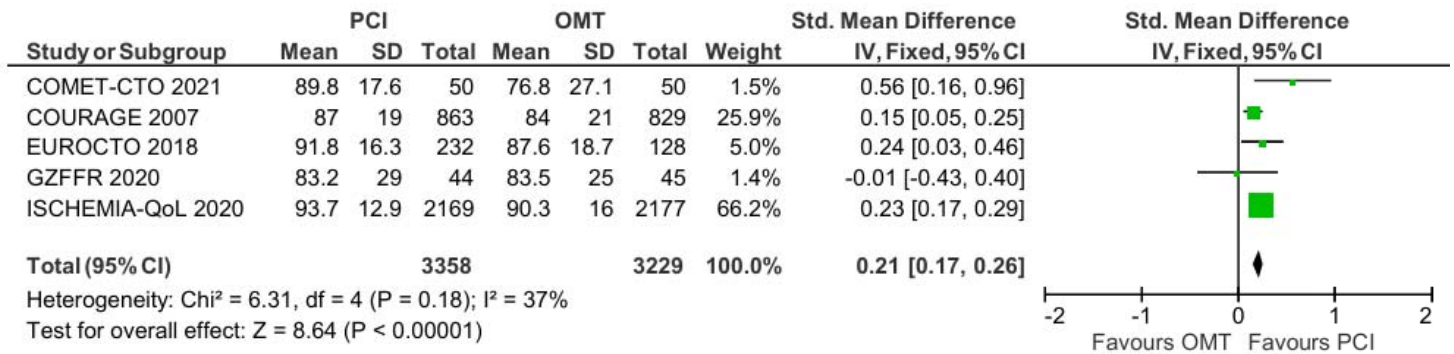 PCI OMT Std. Mean Difference Std. Mean Difference
Study or Subgroup Mean SD Total Mean SD Total Weight IV, Fixed, 95% CI IV, Fixed, 95% CI
COMET-CTO 2021 89.8 17.6 50 76.8 27.1 50 1.5% 0.56 [0.16, 0.96]
COURAGE 2007 87 19 863 84 21 829 25.9% 0.15 [0.05, 0.25]
EUROCTO 2018 91.8 16.3 232 87.6 18.7 128 5.0% 0.24 [0.03, 0.46]
GZFFR 2020 83.2 29 44 83.5 25 45 1.4% -0.01 [-0.43, 0.40]
ISCHEMIA-QoL 2020 93.7 12.9 2169 90.3 16 2177 66.2% 0.23 [0.17, 0.29]
Total (95% CI) 3358 3229 100.0% 0.21 [0.17, 0.26]
Heterogeneity: Chi² = 6.31, df = 4 (P = 0.18); I² = 37%
Test for overall effect: Z = 8.64 (P < 0.00001)
-2 -1 0 1 2
Favours OMT Favours PCI